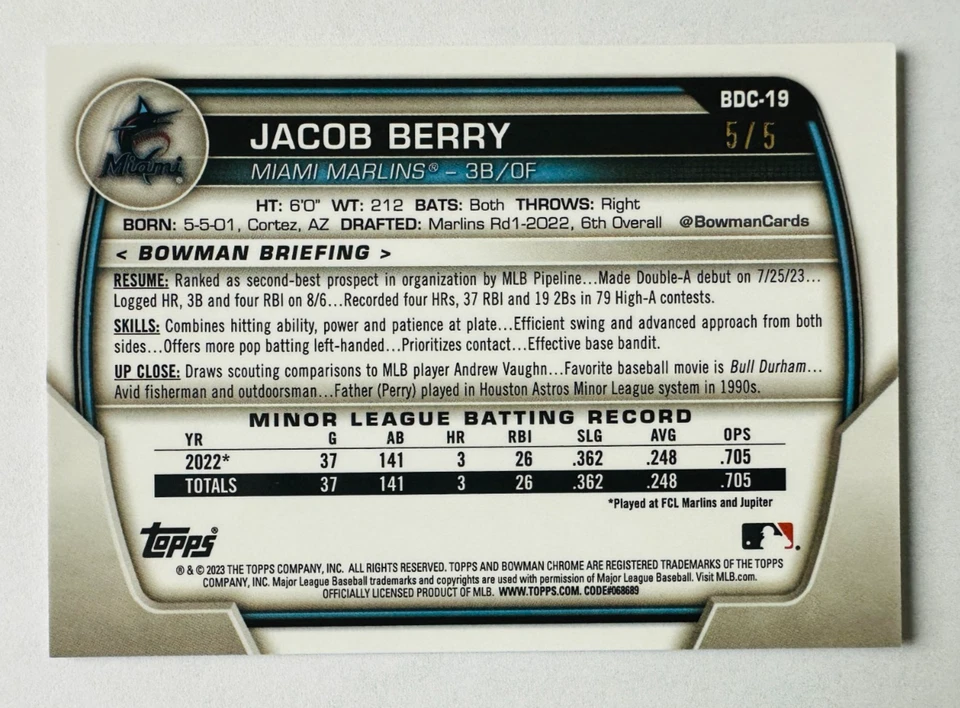 BDC-19
5/5
Miami
JACOB BERRY
MIAMI MARLINS® – 3B/OF
HT: 6'0" WT: 212 BATS: Both THROWS: Right
BORN: 5-5-01, Cortez, AZ DRAFTED: Marlins Rd1-2022, 6th Overall @BowmanCards
< BOWMAN BRIEFING >
RESUME: Ranked as second-best prospect in organization by MLB Pipeline...Made Double-A debut on 7/25/23...
Logged HR, 3B and four RBI on 8/6...Recorded four HRs, 37 RBI and 19 2Bs in 79 High-A contests.
SKILLS: Combines hitting ability, power and patience at plate...Efficient swing and advanced approach from both
sides...Offers more pop batting left-handed...Prioritizes contact...Effective base bandit.
UP CLOSE: Draws scouting comparisons to MLB player Andrew Vaughn...Favorite baseball movie is Bull Durham...
Avid fisherman and outdoorsman...Father (Perry) played in Houston Astros Minor League system in 1990s.
MINOR LEAGUE BATTING RECORD
YR G AB HR RBI SLG AVG OPS
2022* 37 141 3 26 .362 .248 .705
TOTALS 37 141 3 26 .362 .248 .705
*Played at FCL Marlins and Jupiter
Topps®
® & © 2023 THE TOPPS COMPANY, INC. ALL RIGHTS RESERVED. TOPPS AND BOWMAN CHROME ARE REGISTERED TRADEMARKS OF THE TOPPS
COMPANY, INC. Major League Baseball trademarks and copyrights are used with permission of Major League Baseball. Visit MLB.com.
OFFICIALLY LICENSED PRODUCT OF MLB. WWW.TOPPS.COM. CODE#068689